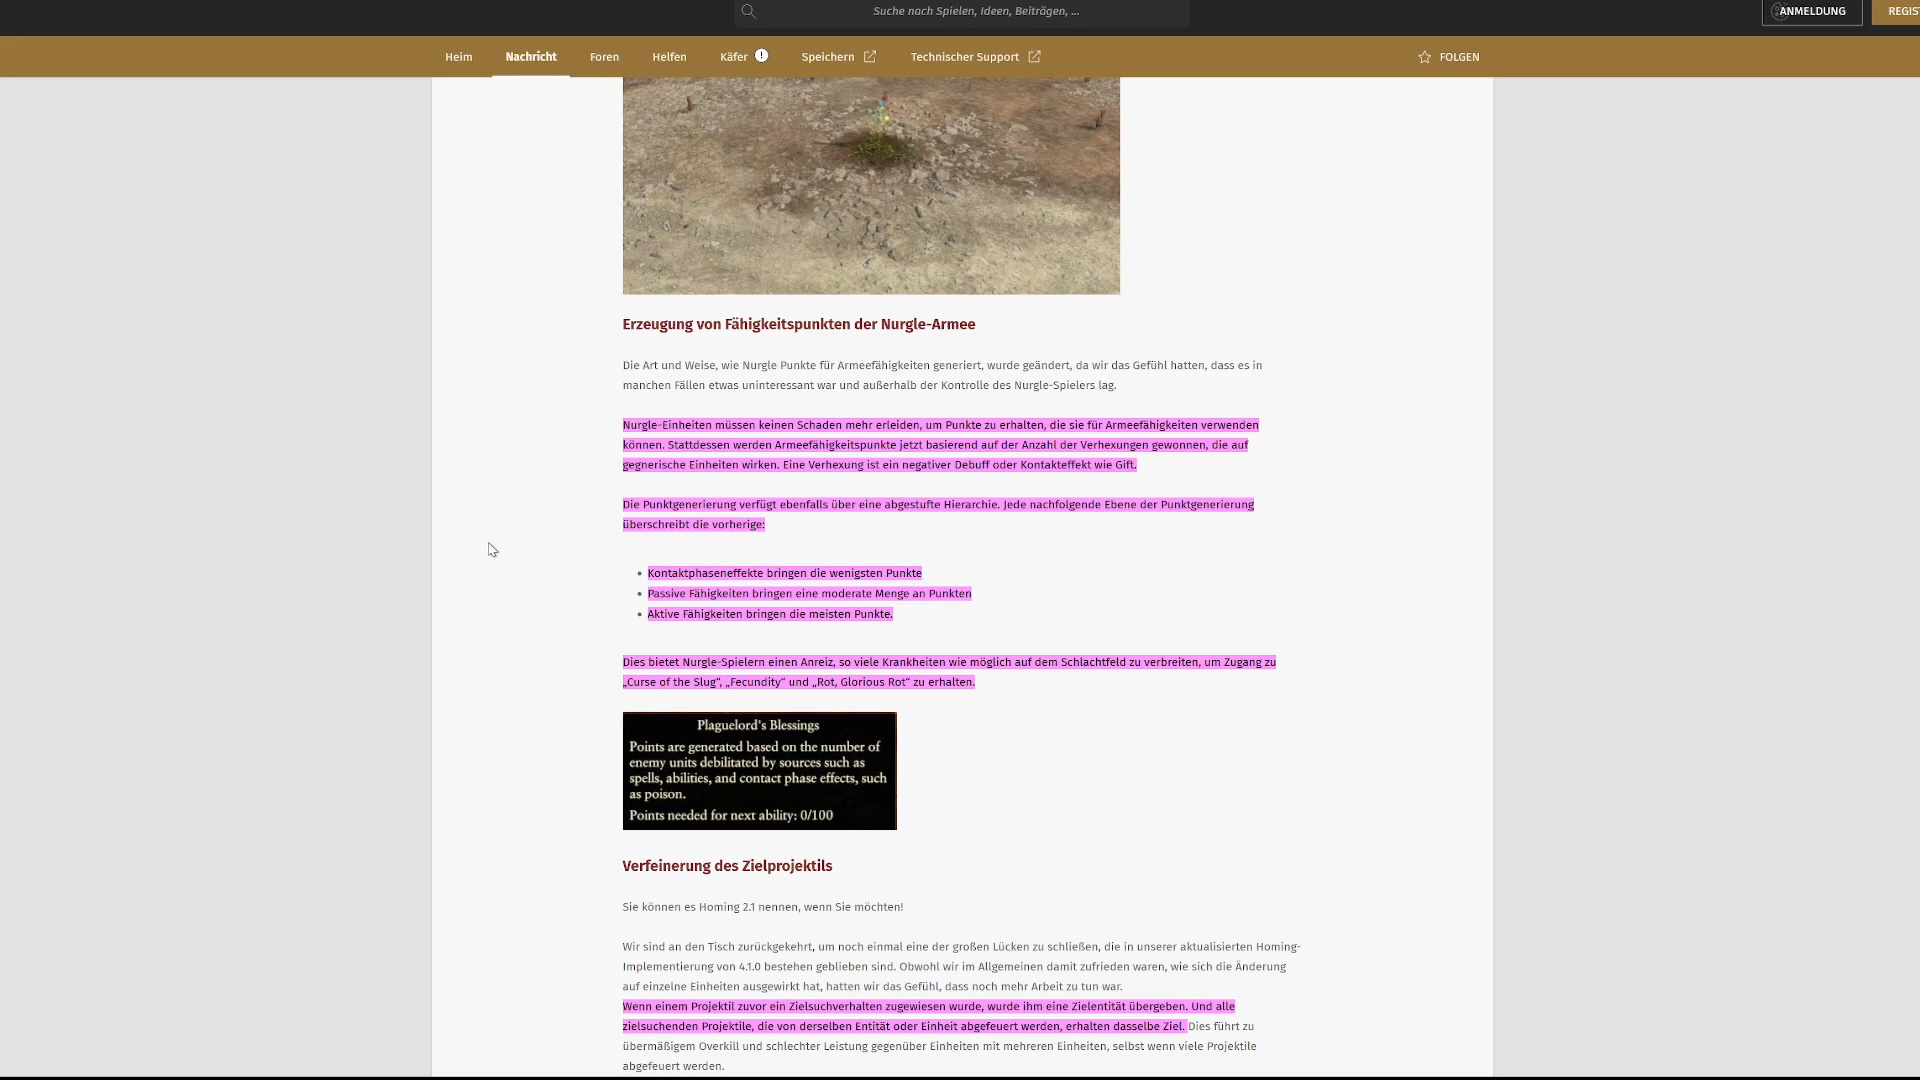 Suche nach Spielen, Ideen, Beiträgen, ...
ANMELDUNG
REGIS
Heim
Nachricht
Foren
Helfen
Käfer
!
Speichern
Technischer Support
FOLGEN
Erzeugung von Fähigkeitspunkten der Nurgle-Armee
Die Art und Weise, wie Nurgle Punkte für Armeefähigkeiten generiert, wurde geändert, da wir das Gefühl hatten, dass es in
manchen Fällen etwas uninteressant war und außerhalb der Kontrolle des Nurgle-Spielers lag.
Nurgle-Einheiten müssen keinen Schaden mehr erleiden, um Punkte zu erhalten, die sie für Armeefähigkeiten verwenden
können. Stattdessen werden Armeefähigkeitspunkte jetzt basierend auf der Anzahl der Verhexungen gewonnen, die auf
gegnerische Einheiten wirken. Eine Verhexung ist ein negativer Debuff oder Kontakteffekt wie Gift.
Die Punktgenerierung verfügt ebenfalls über eine abgestufte Hierarchie. Jede nachfolgende Ebene der Punktgenerierung
überschreibt die vorherige:
• Kontaktphaseneffekte bringen die wenigsten Punkte
• Passive Fähigkeiten bringen eine moderate Menge an Punkten
• Aktive Fähigkeiten bringen die meisten Punkte.
Dies bietet Nurgle-Spielern einen Anreiz, so viele Krankheiten wie möglich auf dem Schlachtfeld zu verbreiten, um Zugang zu
„Curse of the Slug“, „Fecundity“ und „Rot, Glorious Rot“ zu erhalten.
Plaguelord's Blessings
Points are generated based on the number of
enemy units debilitated by sources such as
spells, abilities, and contact phase effects, such
as poison.
Points needed for next ability: 0/100
Verfeinerung des Zielprojektils
Sie können es Homing 2.1 nennen, wenn Sie möchten!
Wir sind an den Tisch zurückgekehrt, um noch einmal eine der großen Lücken zu schließen, die in unserer aktualisierten Homing-
Implementierung von 4.1.0 bestehen geblieben sind. Obwohl wir im Allgemeinen damit zufrieden waren, wie sich die Änderung
auf einzelne Einheiten ausgewirkt hat, hatten wir das Gefühl, dass noch mehr Arbeit zu tun war.
Wenn einem Projektil zuvor ein Zielsuchverhalten zugewiesen wurde, wurde ihm eine Zielentität übergeben. Und alle
zielsuchenden Projektile, die von derselben Entität oder Einheit abgefeuert werden, erhalten dasselbe Ziel. Dies führt zu
übermäßigem Overkill und schlechter Leistung gegenüber Einheiten mit mehreren Einheiten, selbst wenn viele Projektile
abgefeuert werden.